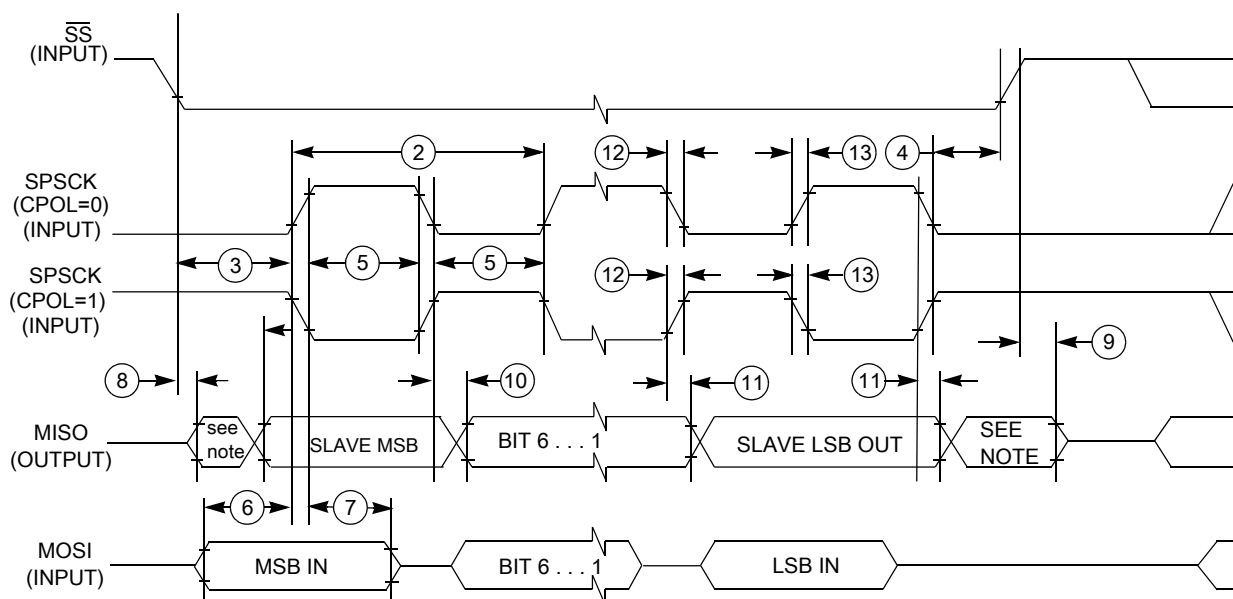 SS
(INPUT)
2
12
13
4
SPSCK
(CPOL=0)
(INPUT)
3
5
5
SPSCK
(CPOL=1)
(INPUT)
12
13
9
8
10
11
11
MISO
(OUTPUT)
see
note
SLAVE MSB
BIT 6 . . . 1
SLAVE LSB OUT
SEE
NOTE
6
7
MOSI
(INPUT)
MSB IN
BIT 6 . . . 1
LSB IN